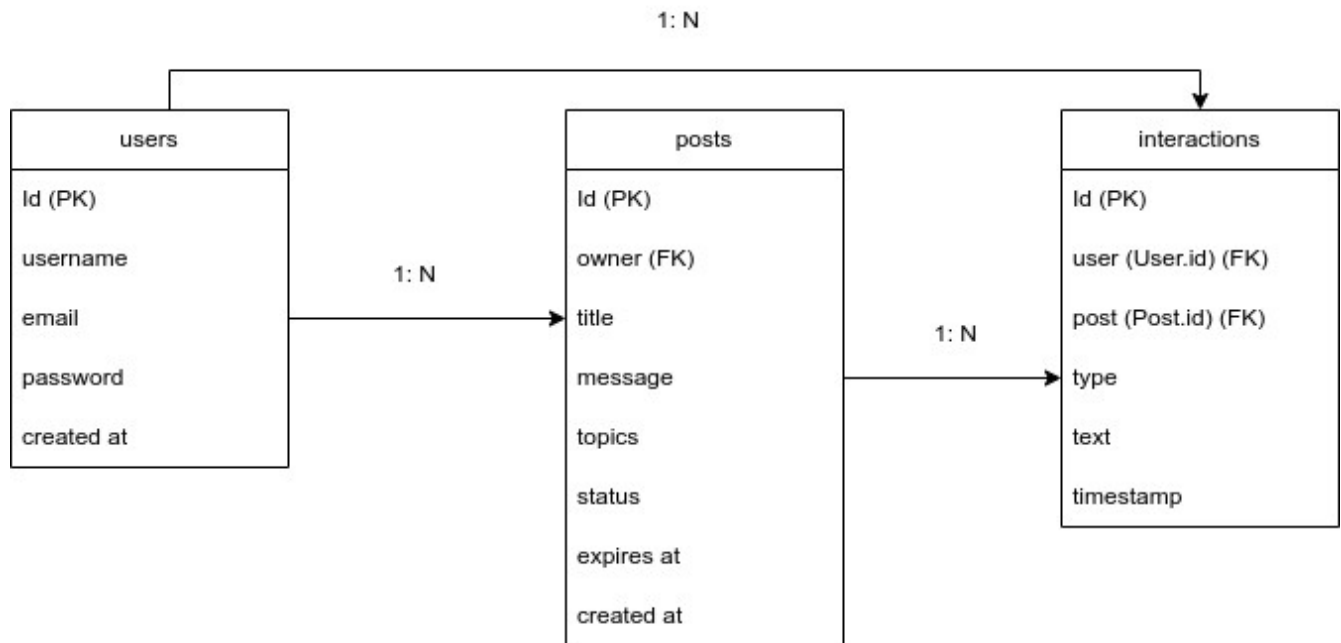 1: N
users
Id (PK)
username
email
password
created at
1: N
posts
Id (PK)
owner (FK)
title
message
topics
status
expires at
created at
1: N
interactions
Id (PK)
user (User.id) (FK)
post (Post.id) (FK)
type
text
timestamp